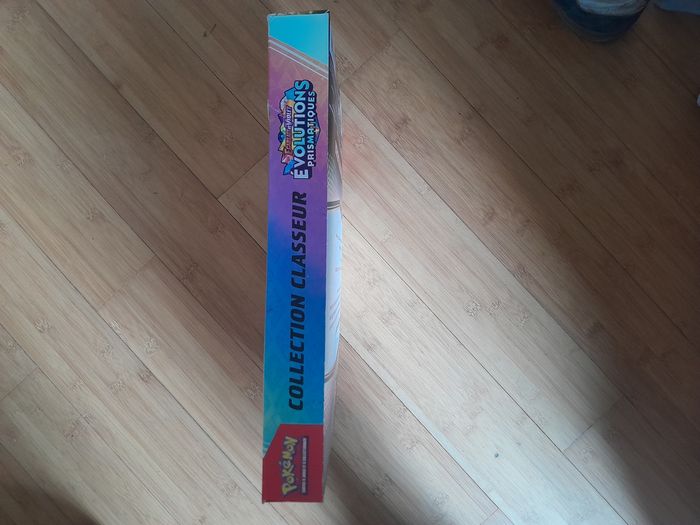 Pokémon
COLLECTION CLASSEUR
ÉVOLUTIONS
PRISMATIQUES